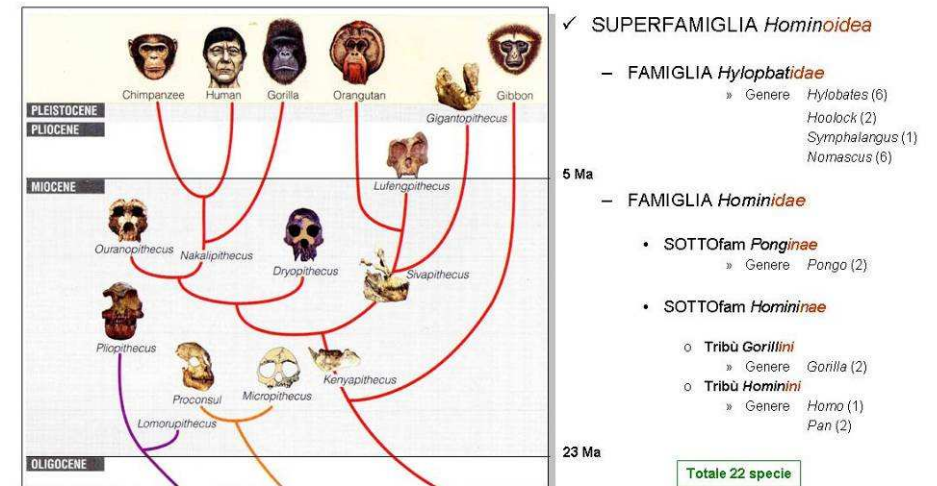 Chimpanzee
Human
Gorilla
Orangutan
Gigantopithecus
Gibbon
PLEISTOCENE
PLIOCENE
Lufengpithecus
MIOCENE
Ouranopithecus
Nakalipithecus
Dryopithecus
Sivapithecus
Pliopithecus
Proconsul
Micropithecus
Kenyapithecus
Lomorupithecus
OLIGOCENE
5 Ma
23 Ma
✓ SUPERFAMIGLIA Hominoidea
– FAMIGLIA Hylopbatidae
» Genere Hylobates (6)
Hoolock (2)
Symphalangus (1)
Nomascus (6)
– FAMIGLIA Hominidae
• SOTTOfam Ponginae
» Genere Pongo (2)
• SOTTOfam Homininae
o Tribù Gorillini
» Genere Gorilla (2)
o Tribù Hominini
» Genere Homo (1)
Pan (2)
Totale 22 specie